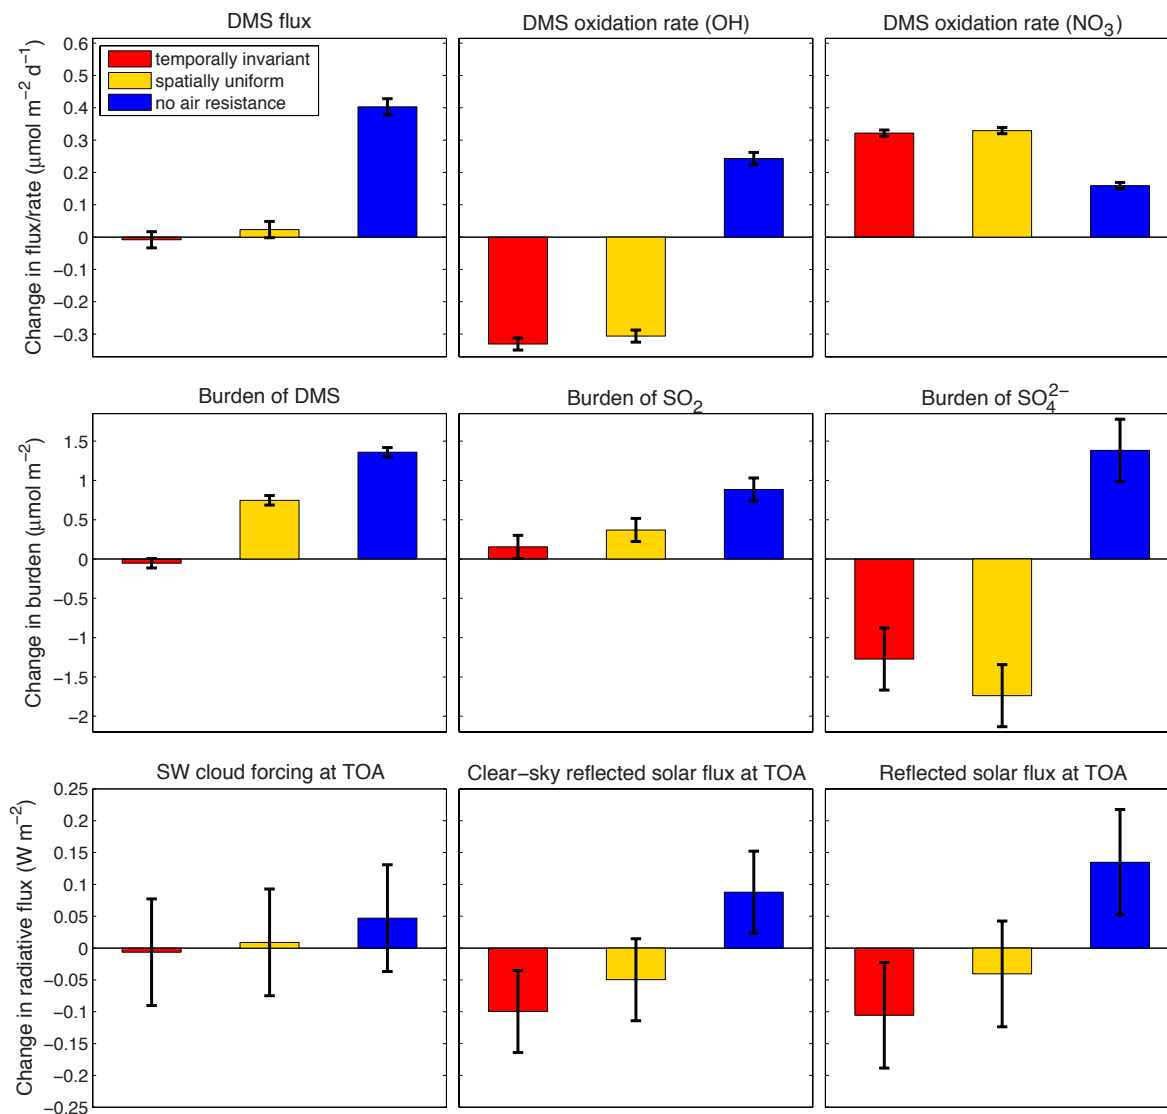 DMS flux
DMS oxidation rate (OH)
DMS oxidation rate (NO3)
Change in flux/rate (μmol m−2 d−1)
0.6
0.5
0.4
0.3
0.2
0.1
0
−0.1
−0.2
−0.3
temporally invariant
spatially uniform
no air resistance
Burden of DMS
Burden of SO2
Burden of SO4 2−
Change in burden (μmol m−2)
1.5
1
0.5
0
−0.5
−1
−1.5
−2
SW cloud forcing at TOA
Clear−sky reflected solar flux at TOA
Reflected solar flux at TOA
Change in radiative flux (W m−2)
0.25
0.2
0.15
0.1
0.05
0
−0.05
−0.1
−0.15
−0.2
−0.25